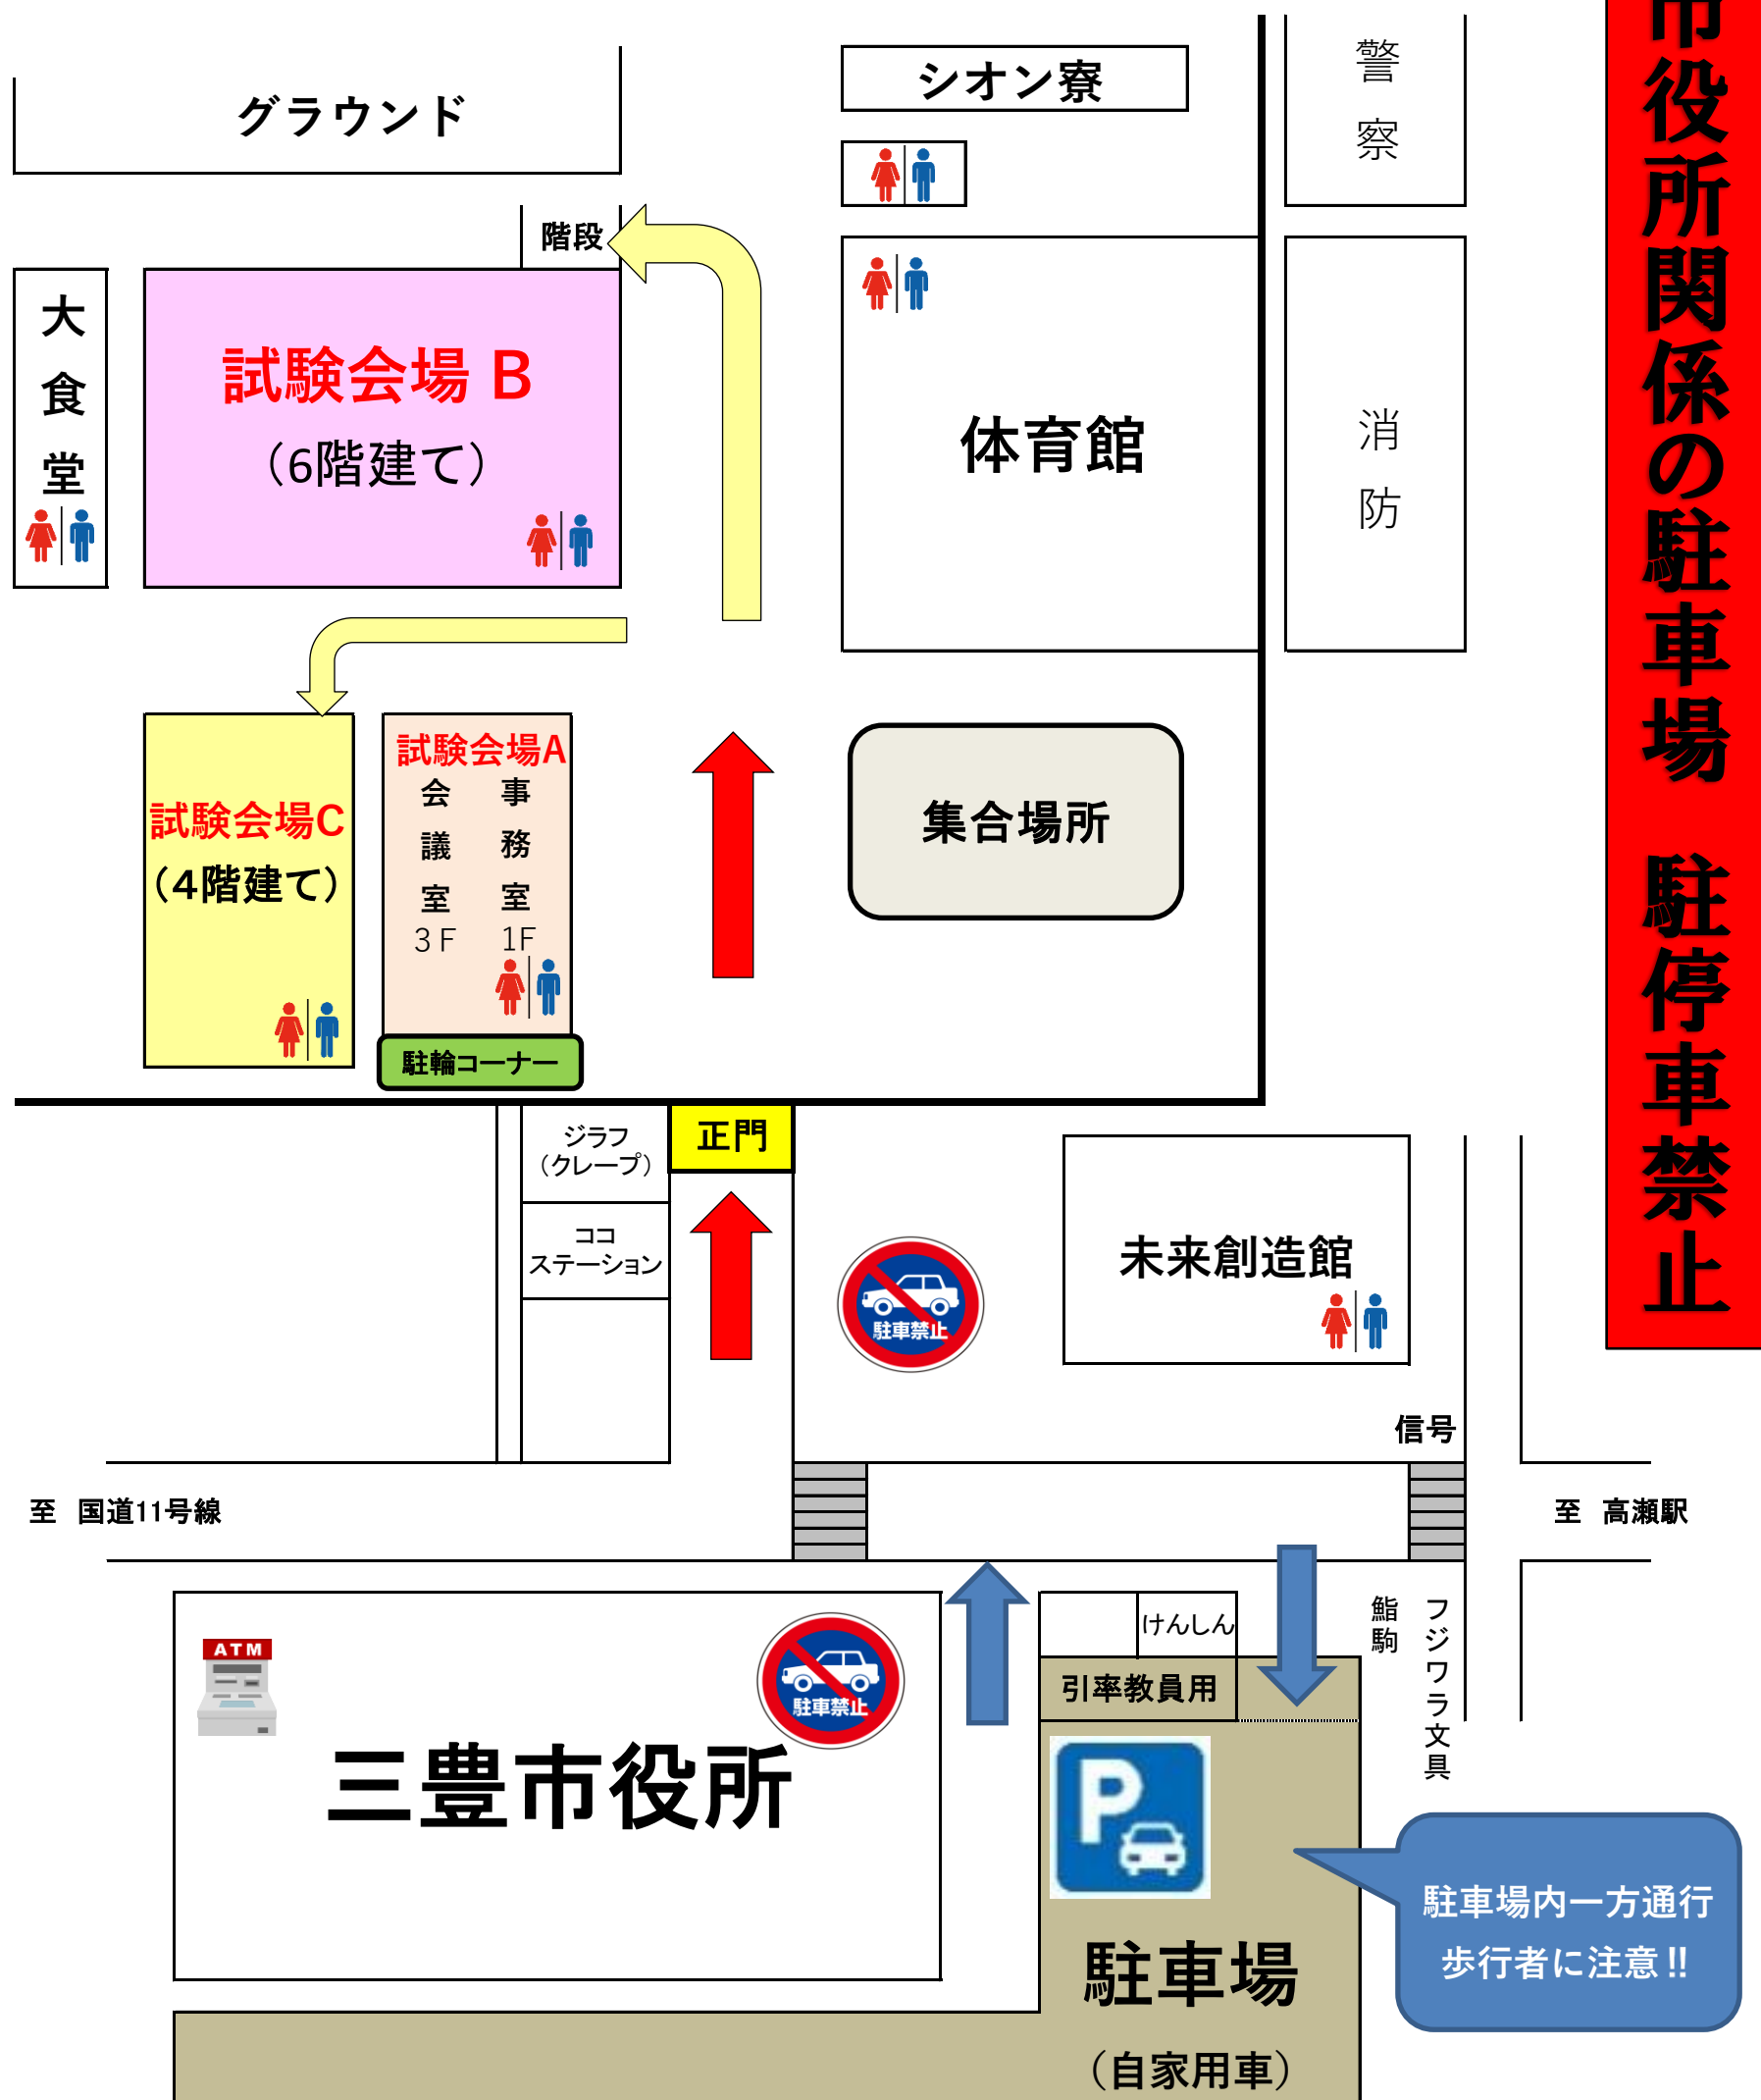 グラウンド
シオン寮
警察
市役所関係の駐車場 駐停車禁止
階段
大食堂
試験会場 B
（6階建て）
体育館
消防
試験会場C
（4階建て）
試験会場A
会議室 3F
事務室 1F
集合場所
駐輪コーナー
正門
ジラフ
（クレープ）
ココ
ステーション
駐車禁止
未来創造館
信号
至 国道11号線
至 高瀬駅
けんしん
鮨駒
フジワラ文具
引率教員用
ATM
駐車禁止
三豊市役所
P
駐車場内一方通行
歩行者に注意!!
駐車場
（自家用車）